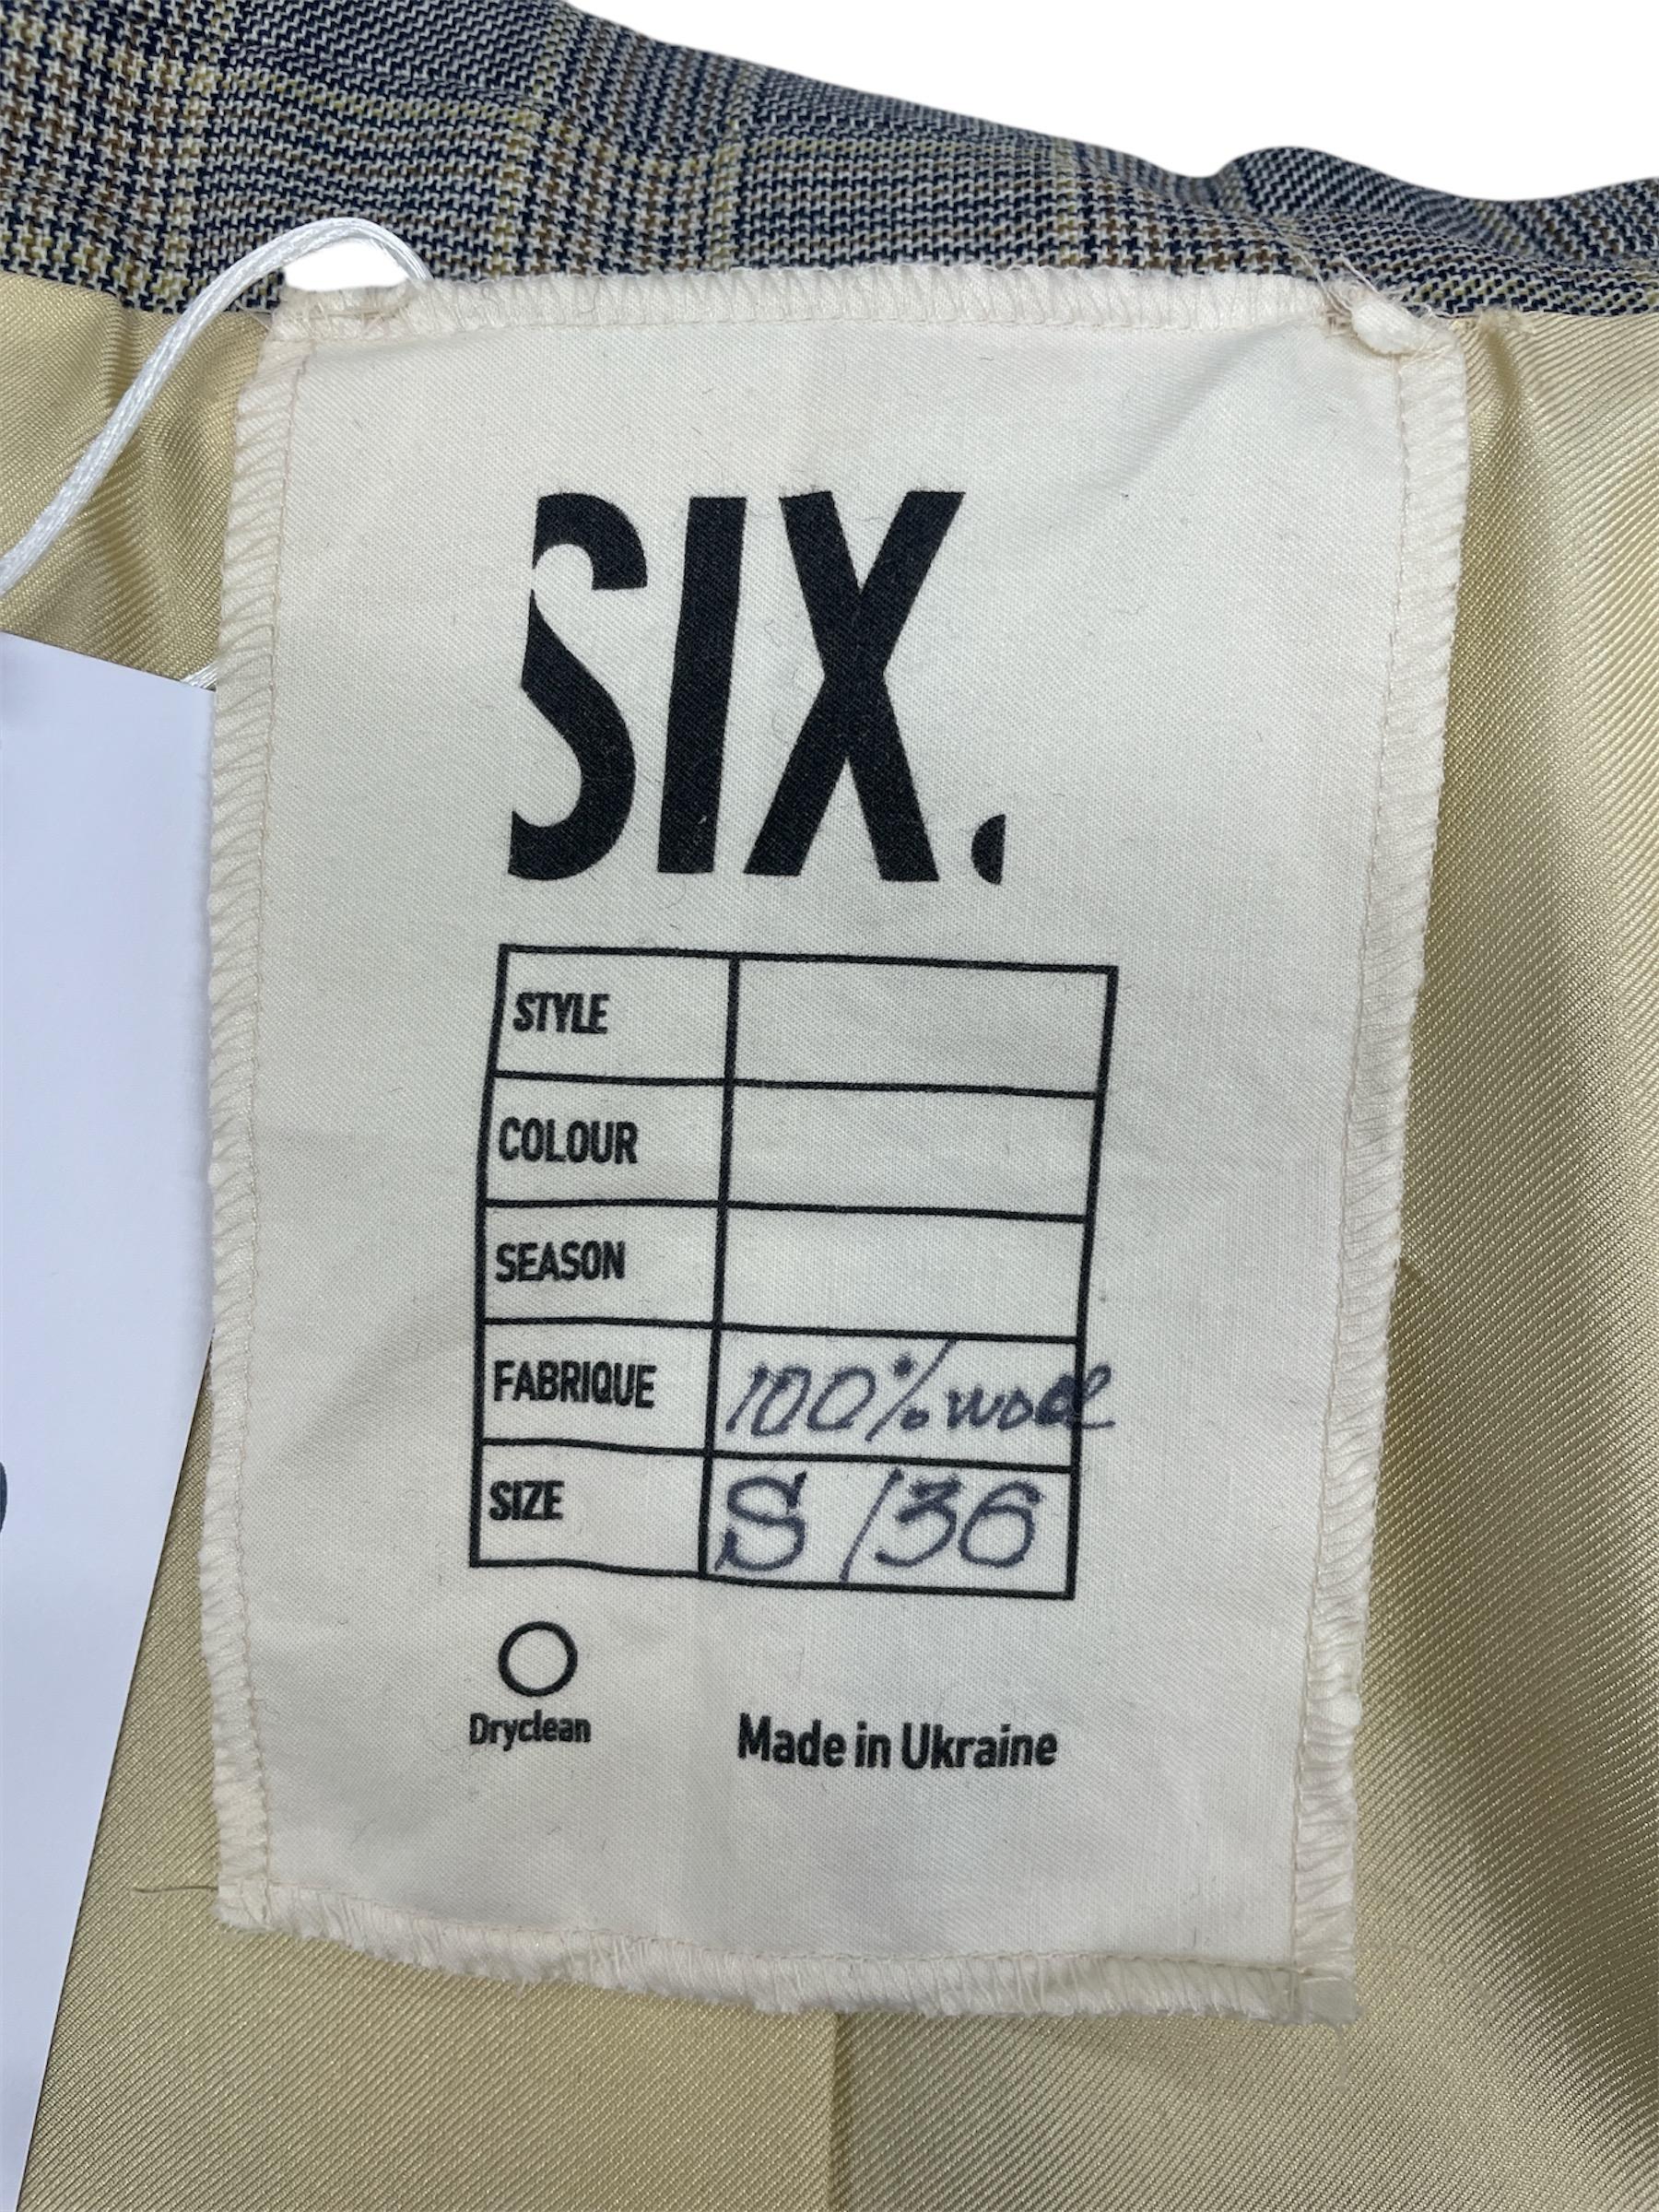 SIX.
STYLE
COLOUR
SEASON
FABRIQUE 100% wool
SIZE S/36
Dryclean
Made in Ukraine